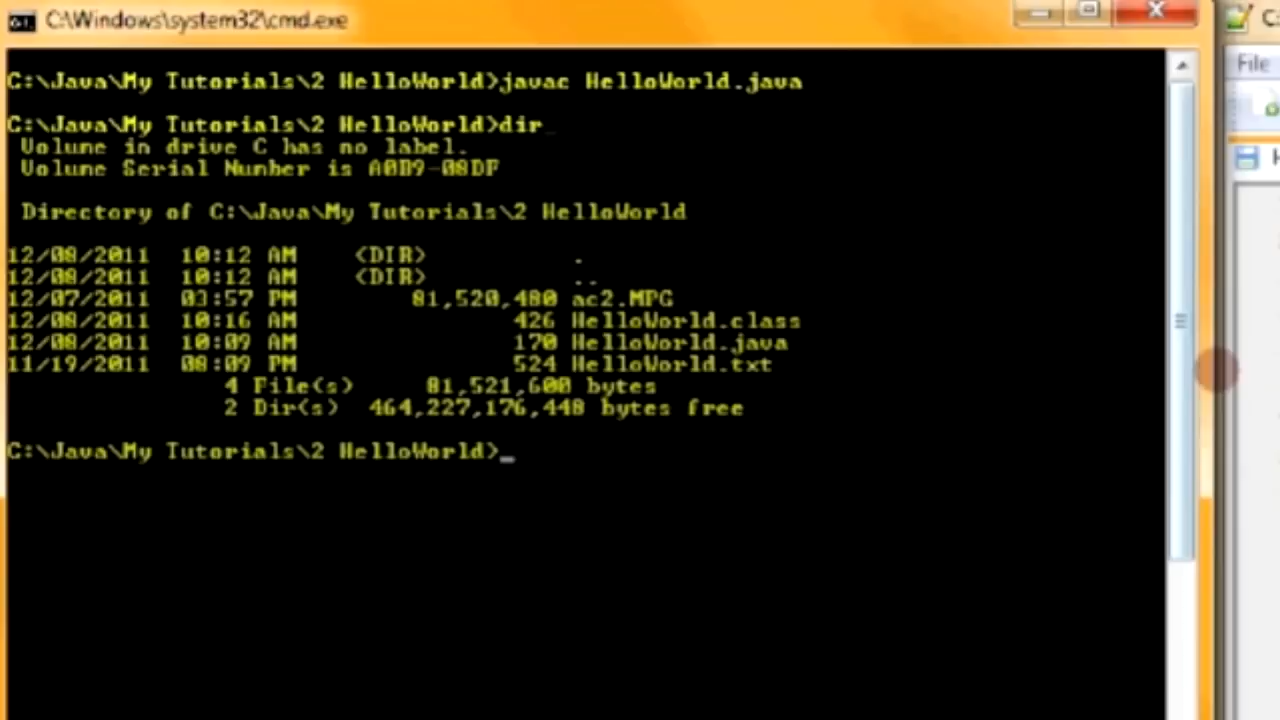 C:\Windows\system32\cmd.exe
C:\Java\My Tutorials\2 HelloWorld>javac HelloWorld.java
C:\Java\My Tutorials\2 HelloWorld>dir
Volume in drive C has no label.
Volume Serial Number is A0B9-08DF
Directory of C:\Java\My Tutorials\2 HelloWorld
12/08/2011 10:12 AM <DIR> .
12/08/2011 10:12 AM <DIR> ..
12/07/2011 03:57 PM 81,520,480 ac2.MPG
12/08/2011 10:16 AM 426 HelloWorld.class
12/08/2011 10:09 AM 170 HelloWorld.java
11/19/2011 08:09 PM 524 HelloWorld.txt
4 File(s) 81,521,600 bytes
2 Dir(s) 464,227,176,448 bytes free
C:\Java\My Tutorials\2 HelloWorld>_
File